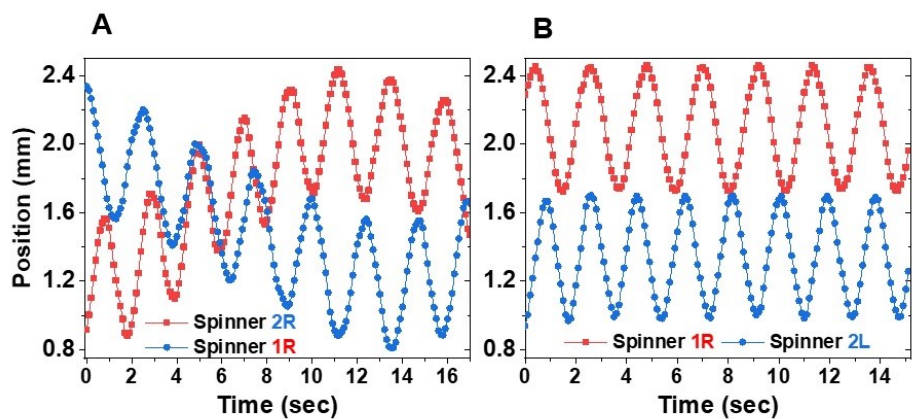 A
B
Position (mm)
2.4
2.0
1.6
1.2
0.8
Spinner 2R
Spinner 1R
0 2 4 6 8 10 12 14 16
Time (sec)
2.4
2.0
1.6
1.2
0.8
Spinner 1R Spinner 2L
0 2 4 6 8 10 12 14
Time (sec)